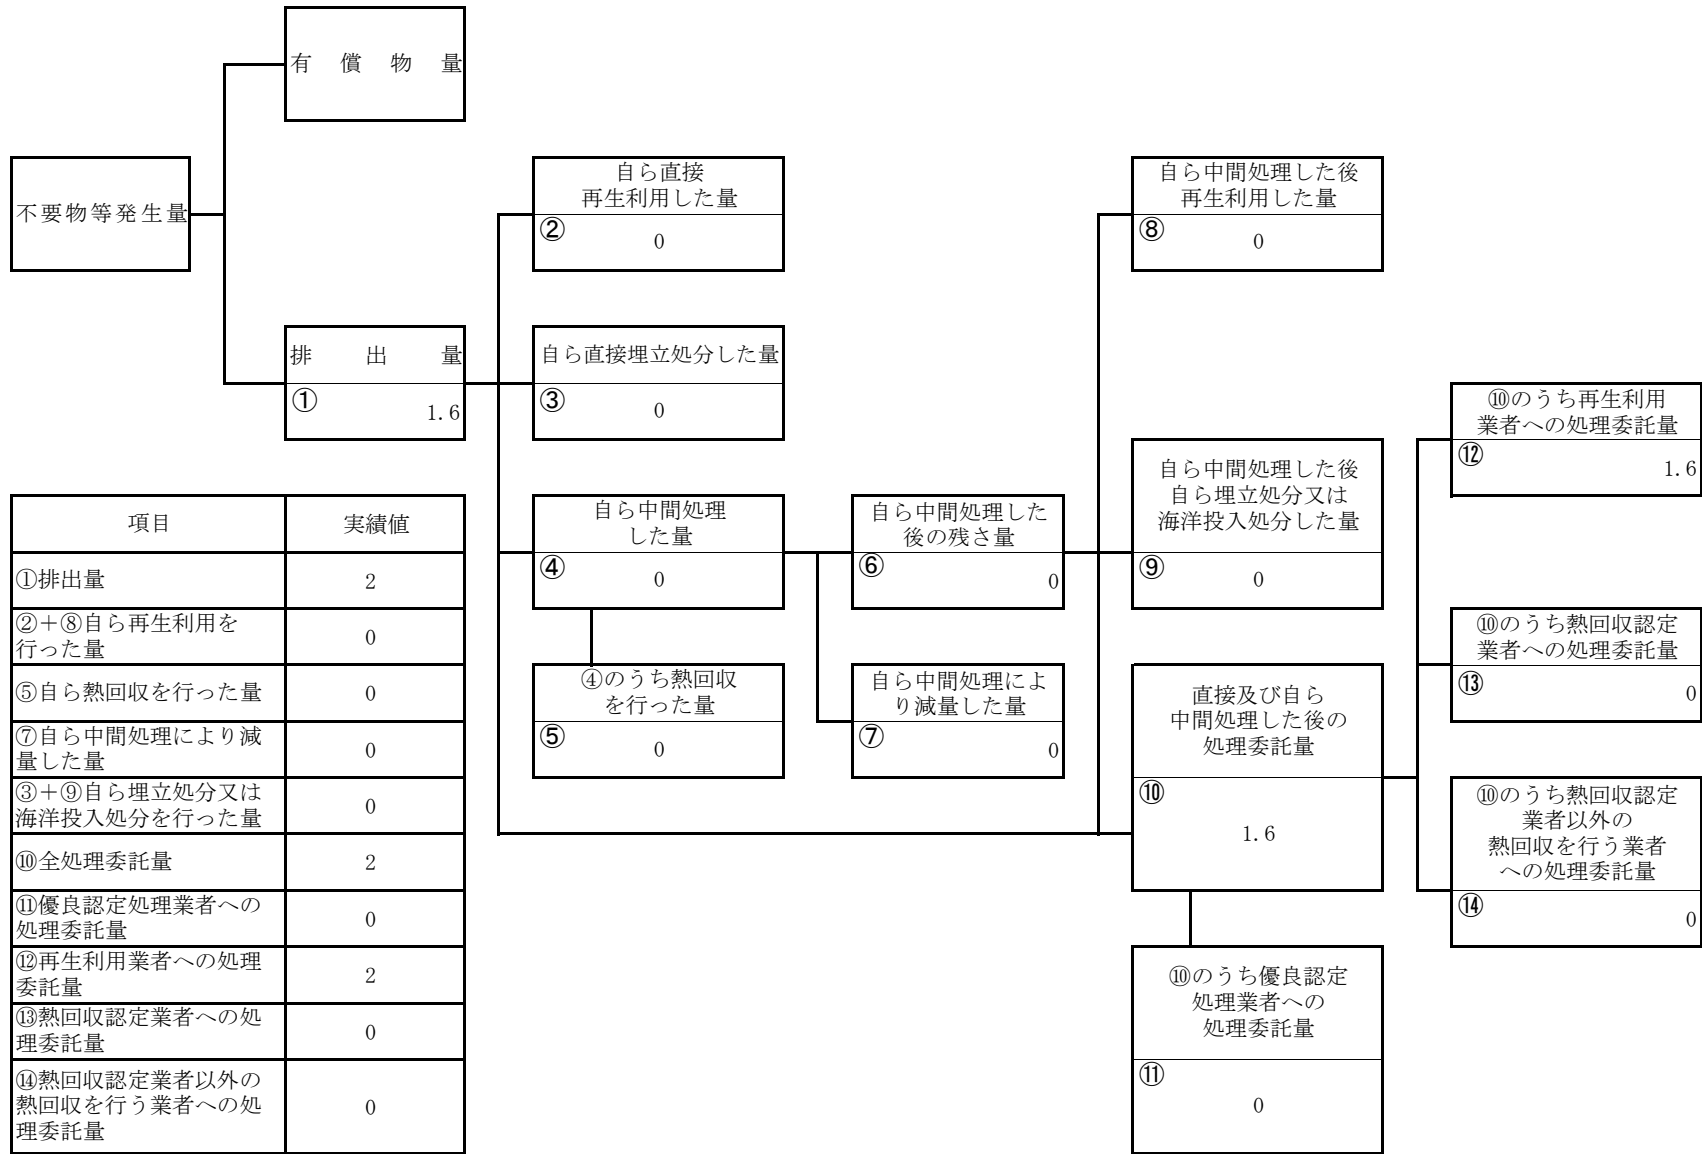 有償物量
不要物等発生量
自ら直接
再生利用した量
②
0
自ら中間処理した後
再生利用した量
⑧
0
排出量
①
1.6
自ら直接埋立処分した量
③
0
⑩のうち再生利用
業者への処理委託量
⑫
1.6
自ら中間処理
した量
④
0
自ら中間処理した
後の残さ量
⑥
0
自ら中間処理した後
自ら埋立処分又は
海洋投入処分した量
⑨
0
④のうち熱回収
を行った量
⑤
0
自ら中間処理によ
り減量した量
⑦
0
直接及び自ら
中間処理した後の
処理委託量
⑩
1.6
⑩のうち熱回収認定
業者への処理委託量
⑬
0
⑩のうち熱回収認定
業者以外の
熱回収を行う業者
への処理委託量
⑭
0
⑩のうち優良認定
処理業者への
処理委託量
⑪
0
項目 実績値
①排出量 2
②＋⑧自ら再生利用を
行った量 0
⑤自ら熱回収を行った量 0
⑦自ら中間処理により減
量した量 0
③＋⑨自ら埋立処分又は
海洋投入処分を行った量 0
⑩全処理委託量 2
⑪優良認定処理業者への
処理委託量 0
⑫再生利用業者への処理
委託量 2
⑬熱回収認定業者への処
理委託量 0
⑭熱回収認定業者以外の
熱回収を行う業者への処
理委託量 0